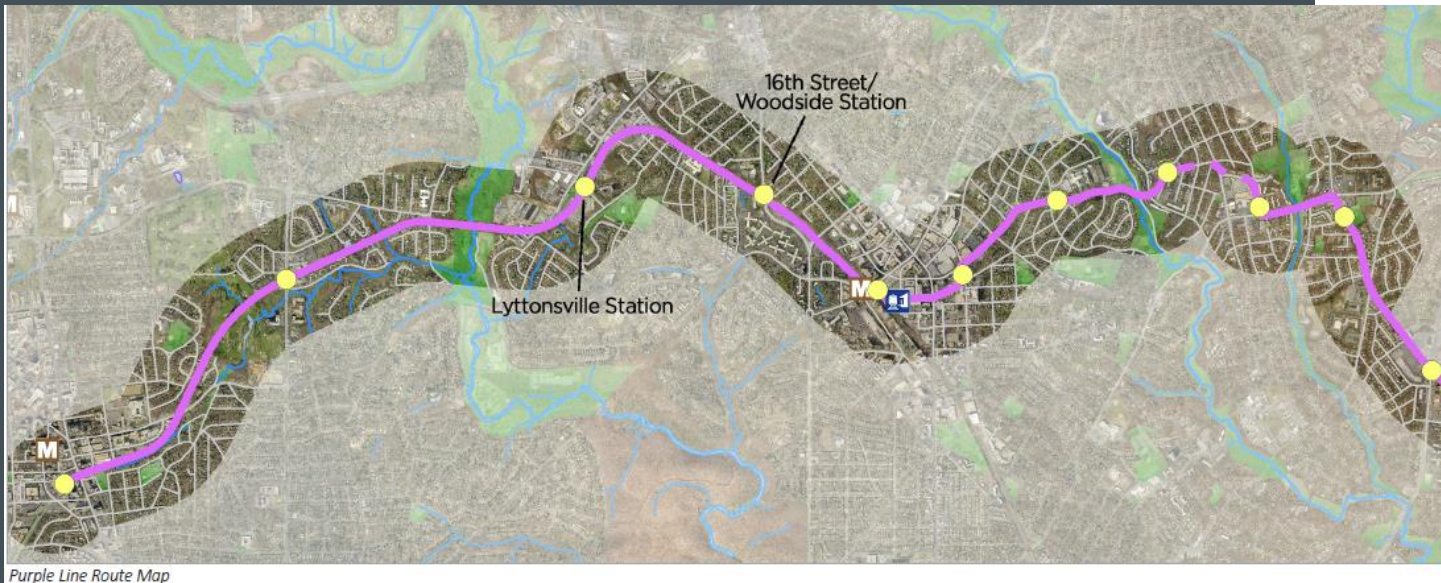 16th Street/
Woodside Station
Lyttonsville Station
M
M
Purple Line Route Map